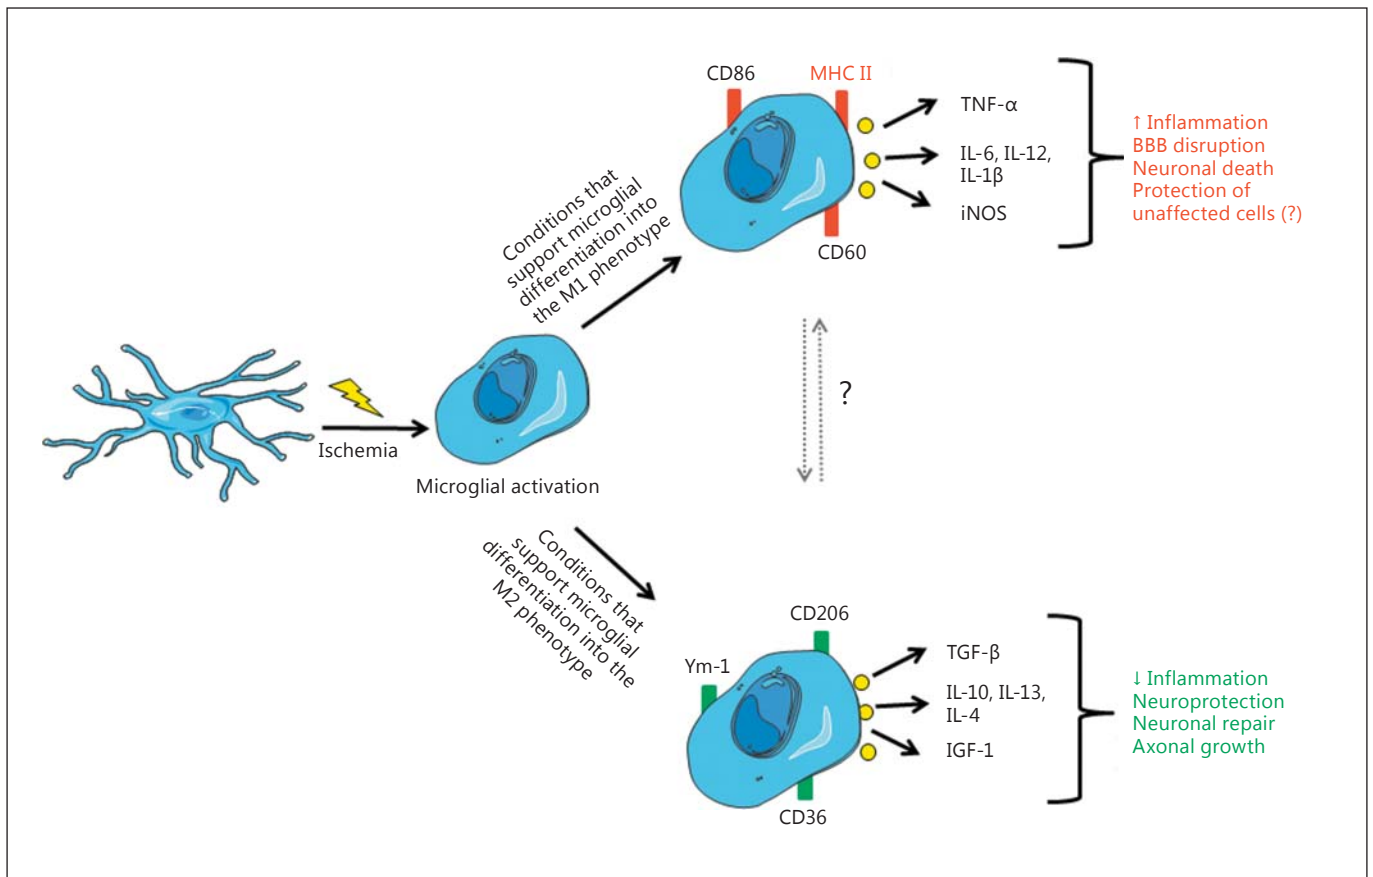 CD86
MHC II
TNF-α
IL-6, IL-12,
IL-1β
iNOS
CD60
↑ Inflammation
BBB disruption
Neuronal death
Protection of
unaffected cells (?)
Conditions that
support microglial
differentiation into
the M1 phenotype
Ischemia
Microglial activation
?
Conditions that
support microglial
differentiation into the
M2 phenotype
CD206
Ym-1
CD36
TGF-β
IL-10, IL-13,
IL-4
IGF-1
↓ Inflammation
Neuroprotection
Neuronal repair
Axonal growth